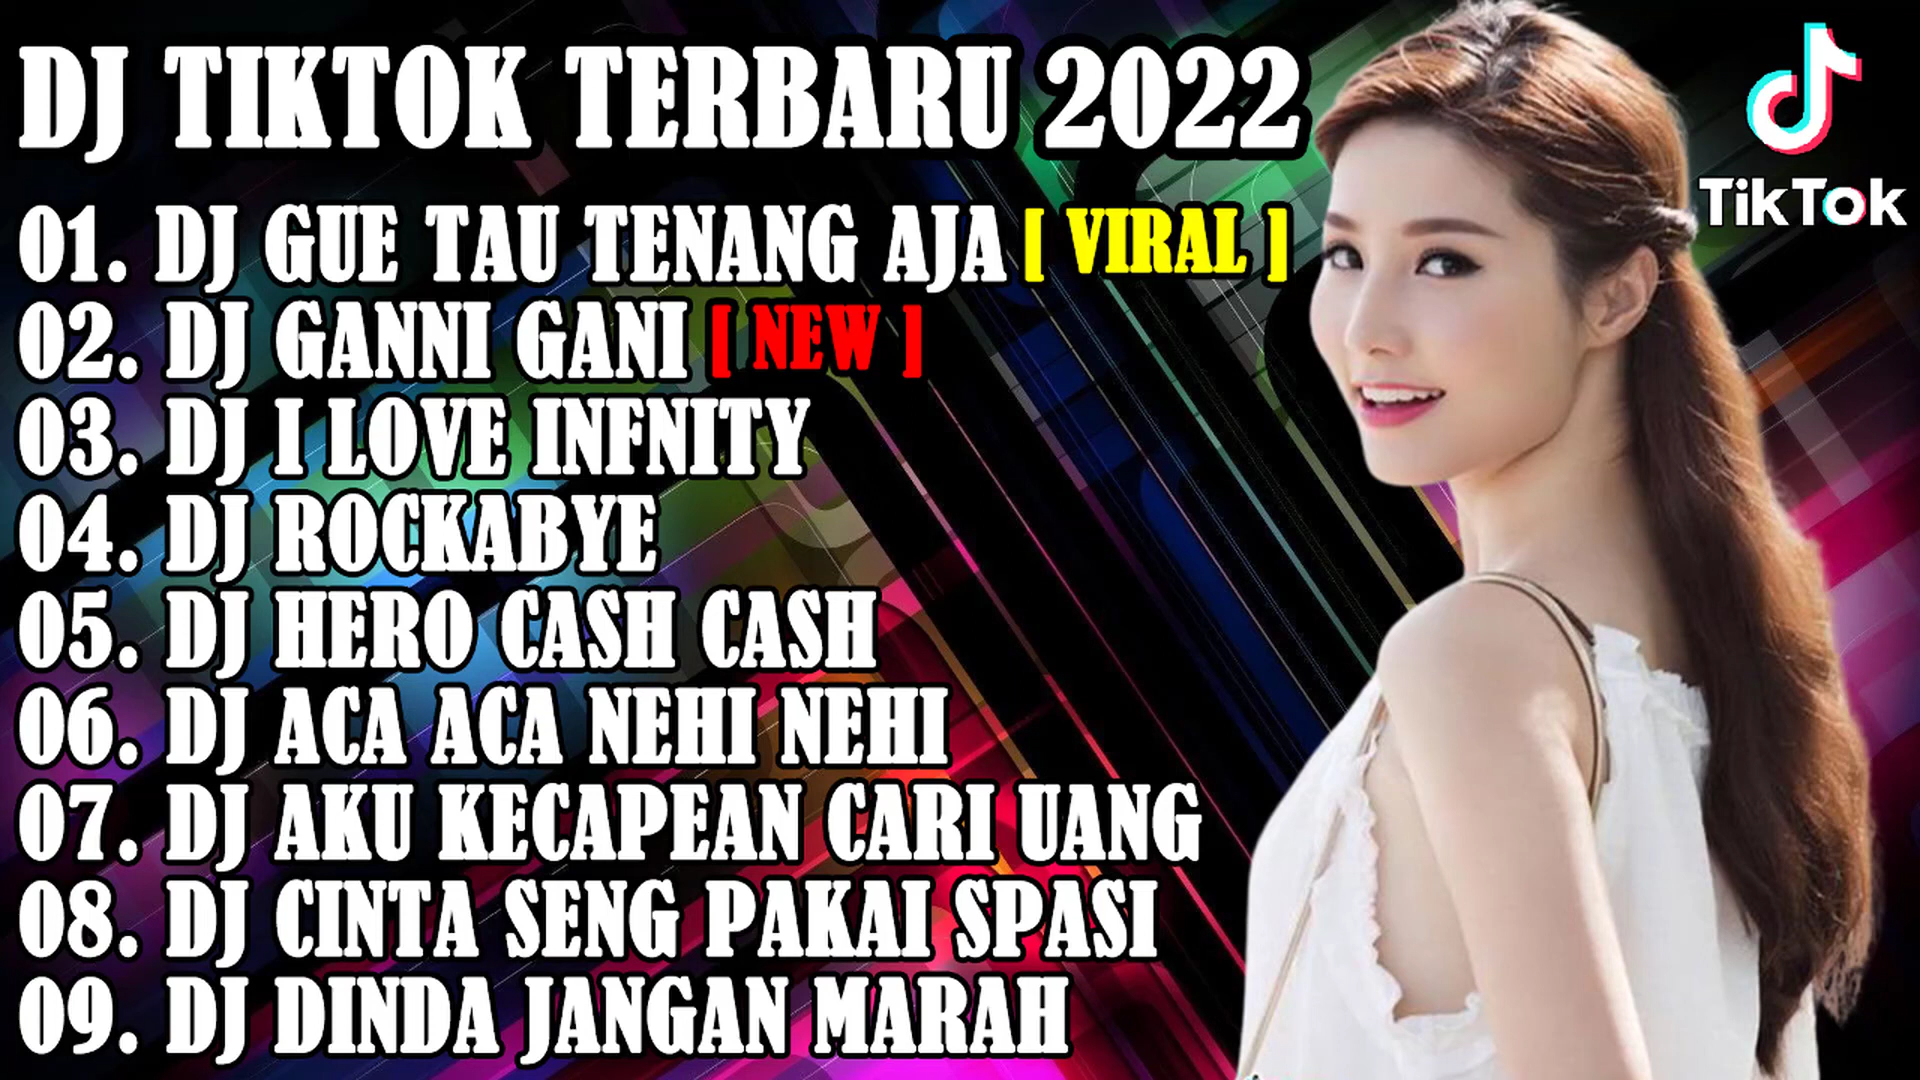 DJ TIKTOK TERBARU 2022
TikTok
01. DJ GUE TAU TENANG AJA [ VIRAL ]
02. DJ GANNI GANI [ NEW ]
03. DJ I LOVE INFNITY
04. DJ ROCKABYE
05. DJ HERO CASH CASH
06. DJ ACA ACA NEHI NEHI
07. DJ AKU KECAPEAN CARI UANG
08. DJ CINTA SENG PAKAI SPASI
09. DJ DINDA JANGAN MARAH